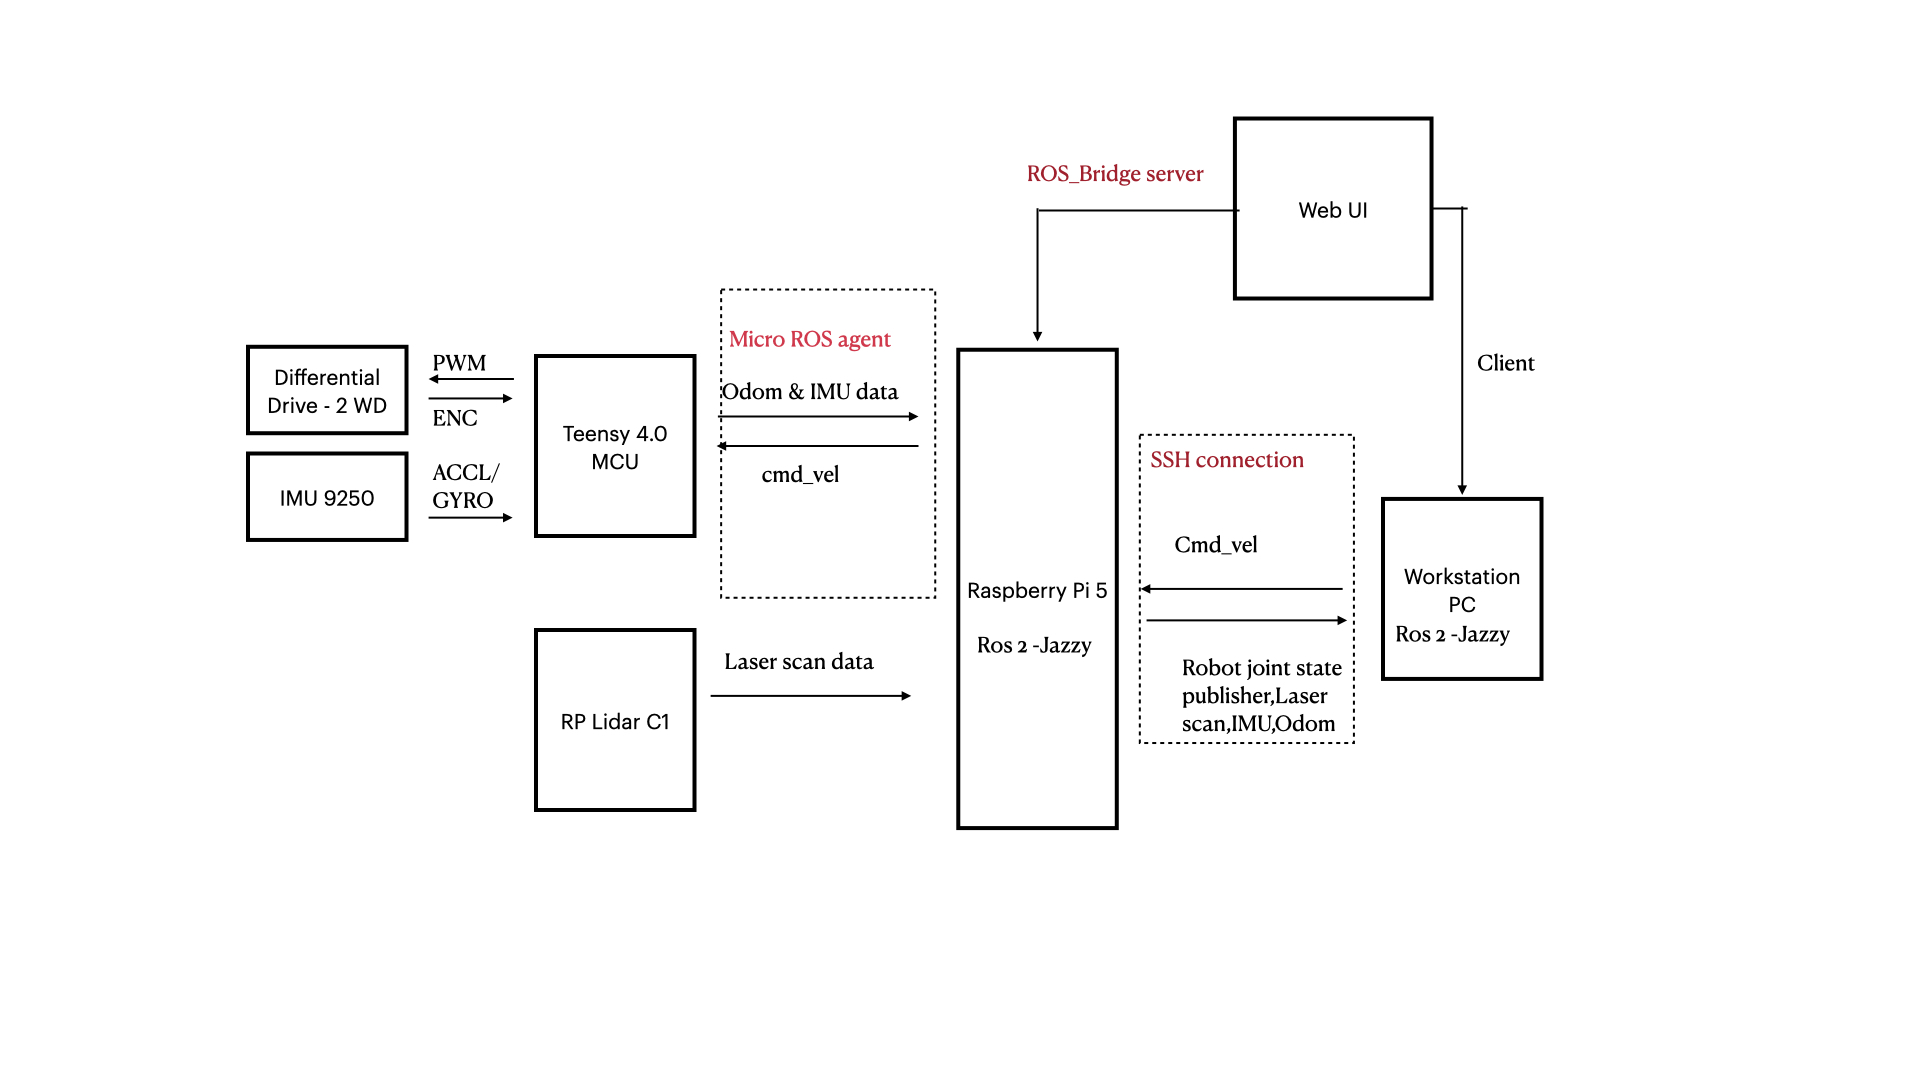 ROS_Bridge server
Web UI
Micro ROS agent
Odom & IMU data
cmd_vel
Differential
Drive - 2 WD
PWM
ENC
IMU 9250
ACCL/
GYRO
Teensy 4.0
MCU
Client
SSH connection
Cmd_vel
Robot joint state
publisher,Laser
scan,IMU,Odom
Raspberry Pi 5
Ros 2 -Jazzy
Workstation
PC
Ros 2 -Jazzy
Laser scan data
RP Lidar C1